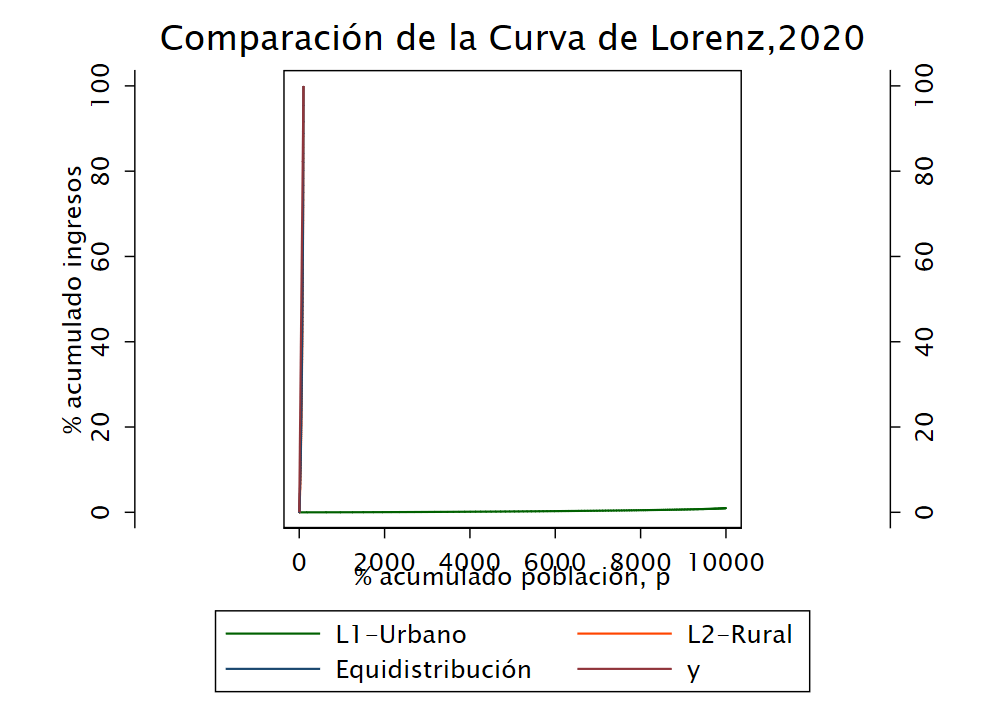 Comparación de la Curva de Lorenz,2020
% acumulado ingresos
100
80
60
40
20
0
100
80
60
40
20
0
0 2000 4000 6000 8000 10000
% acumulado población, p
L1-Urbano L2-Rural
Equidistribución y